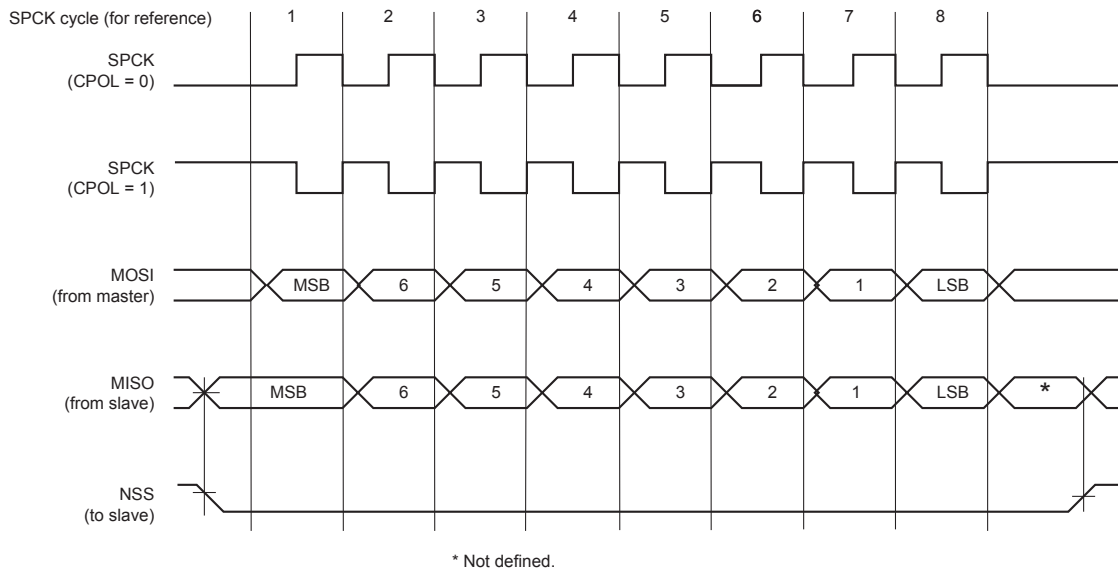 SPCK cycle (for reference) 1 2 3 4 5 6 7 8
SPCK
(CPOL = 0)
SPCK
(CPOL = 1)
MOSI
(from master)
MSB 6 5 4 3 2 1 LSB
MISO
(from slave)
MSB 6 5 4 3 2 1 LSB *
NSS
(to slave)
* Not defined.